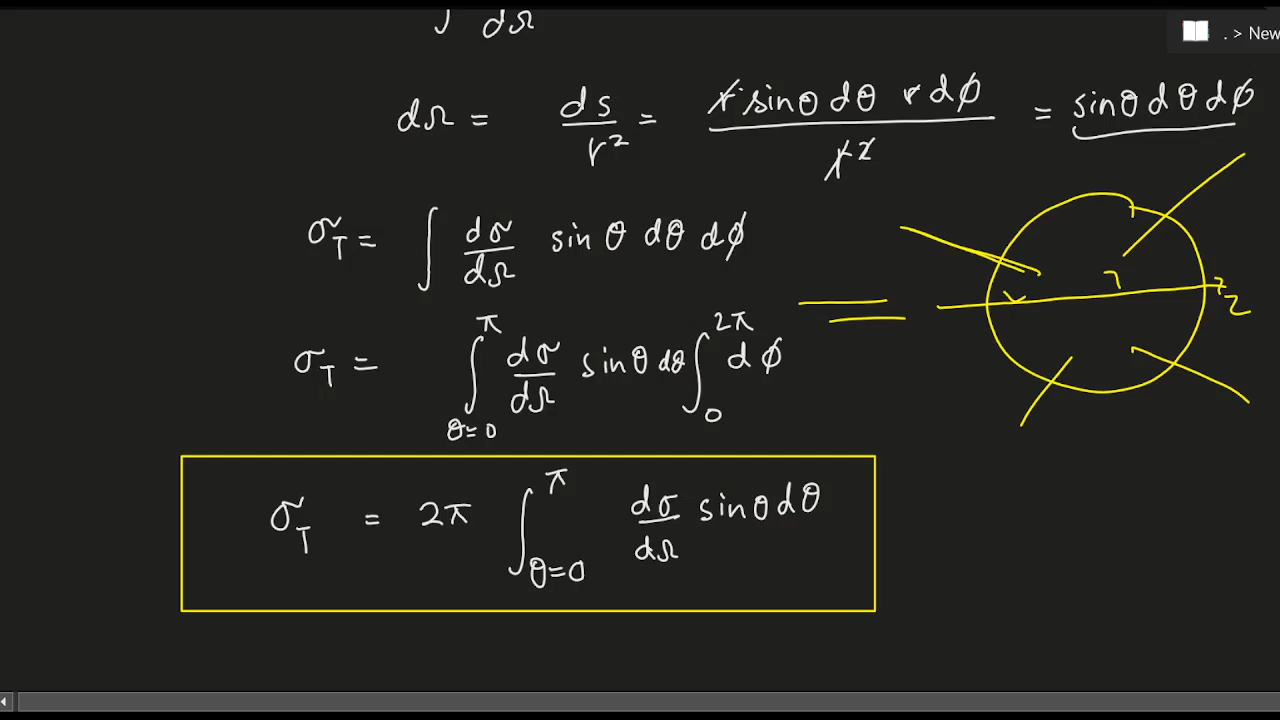 ∫ dΩ
. > New
dΩ = ds/r² = r sinθ dθ r dϕ / r² = sinθ dθ dϕ
σ_T = ∫ dσ/dΩ sin θ dθ dϕ
σ_T = ∫_{θ=0}^{π} dσ/dΩ sinθ dθ ∫_0^{2π} dϕ
z
σ_T = 2π ∫_{θ=0}^{π} dσ/dΩ sinθ dθ